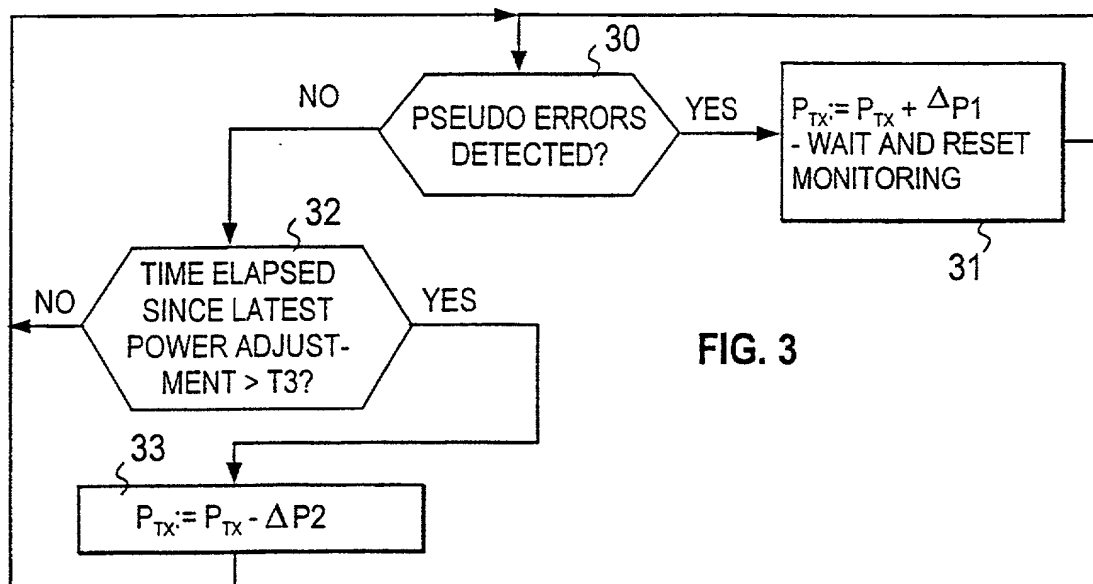 30
NO
PSEUDO ERRORS
DETECTED?
YES
P_TX:= P_TX + ΔP1
- WAIT AND RESET
MONITORING
31
32
NO
TIME ELAPSED
SINCE LATEST
POWER ADJUST-
MENT > T3?
YES
FIG. 3
33
P_TX:= P_TX - ΔP2